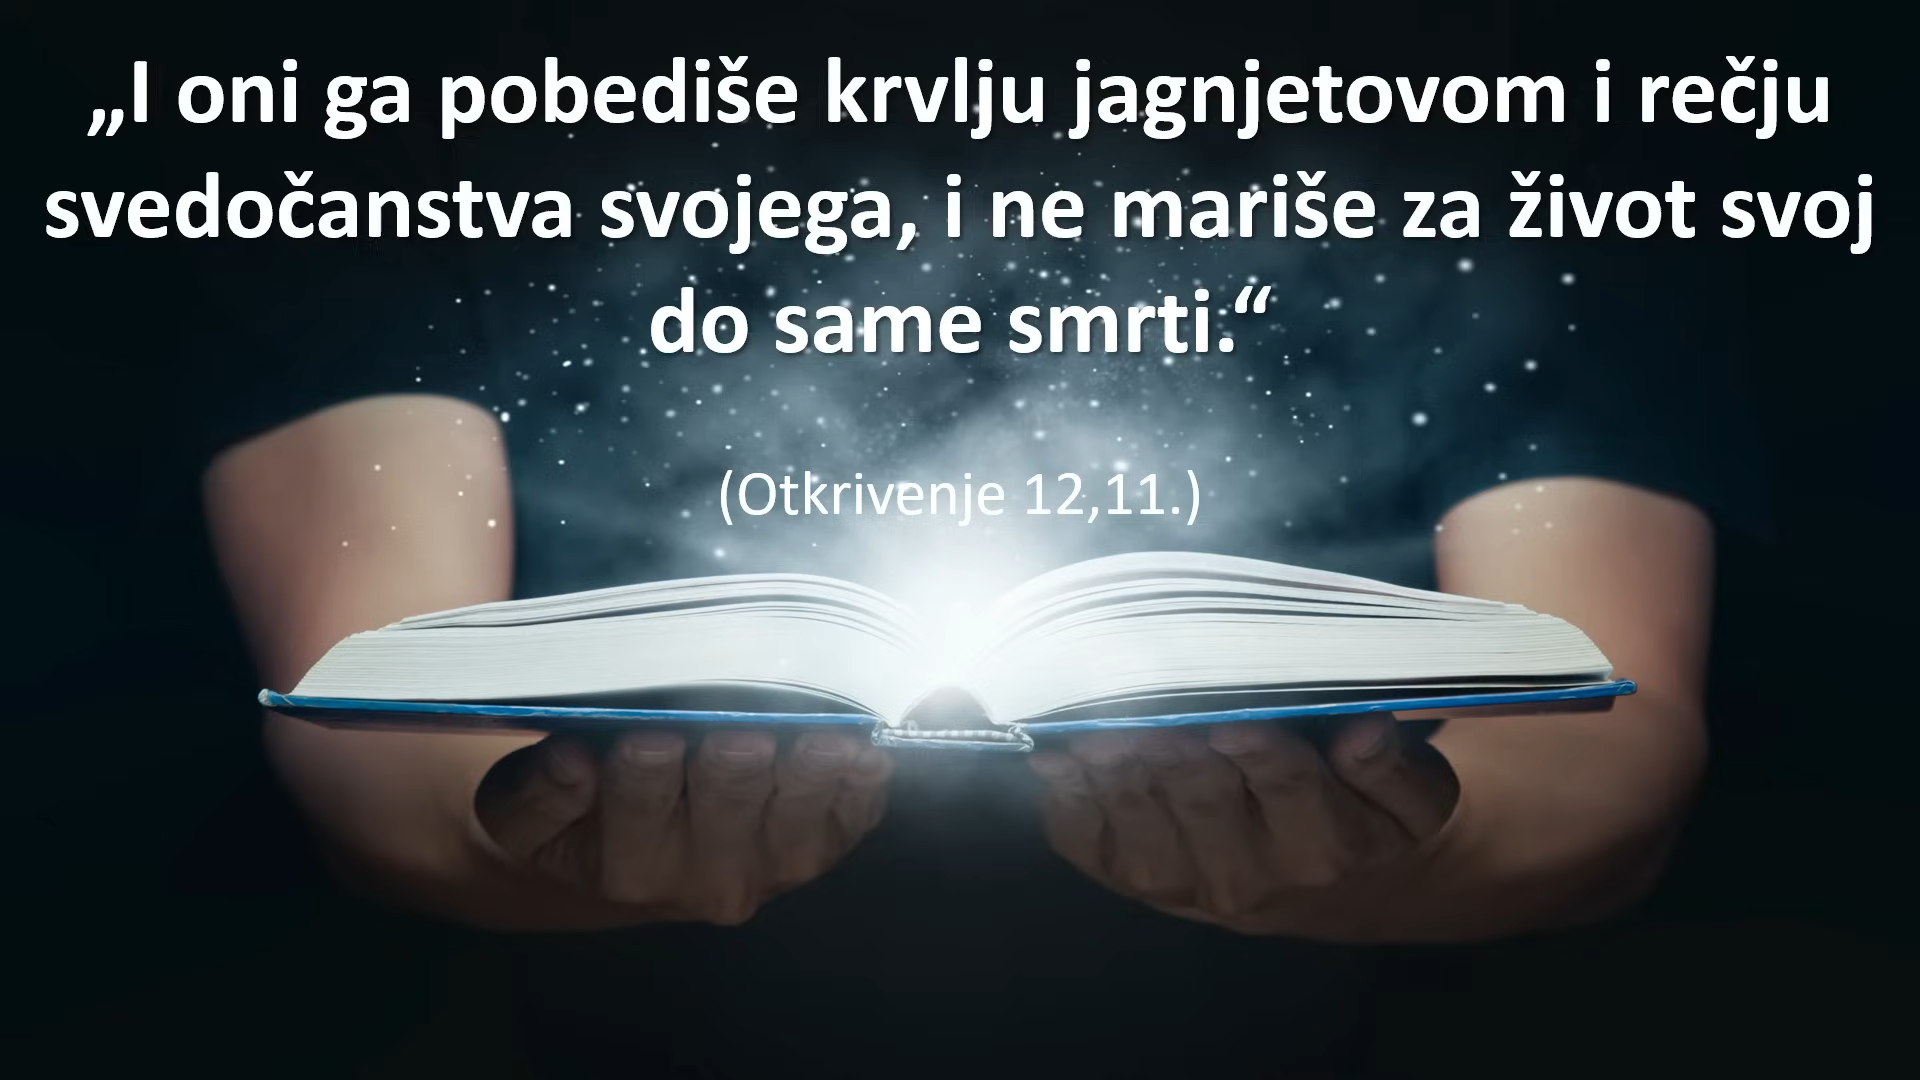 „I oni ga pobediše krvlju jagnjetovom i rečju
svedočanstva svojega, i ne mariše za život svoj
do same smrti.“
(Otkrivenje 12,11.)